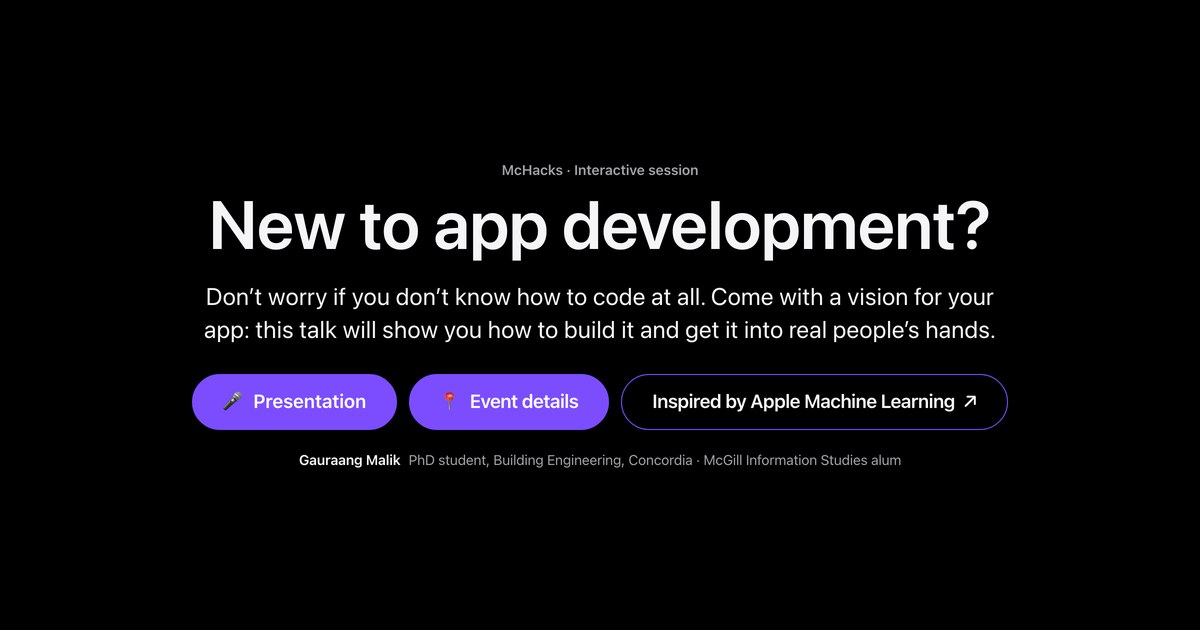 McHacks · Interactive session
New to app development?
Don’t worry if you don’t know how to code at all. Come with a vision for your
app: this talk will show you how to build it and get it into real people’s hands.
🎤 Presentation
📍 Event details
Inspired by Apple Machine Learning ↗
Gauraang Malik PhD student, Building Engineering, Concordia · McGill Information Studies alum